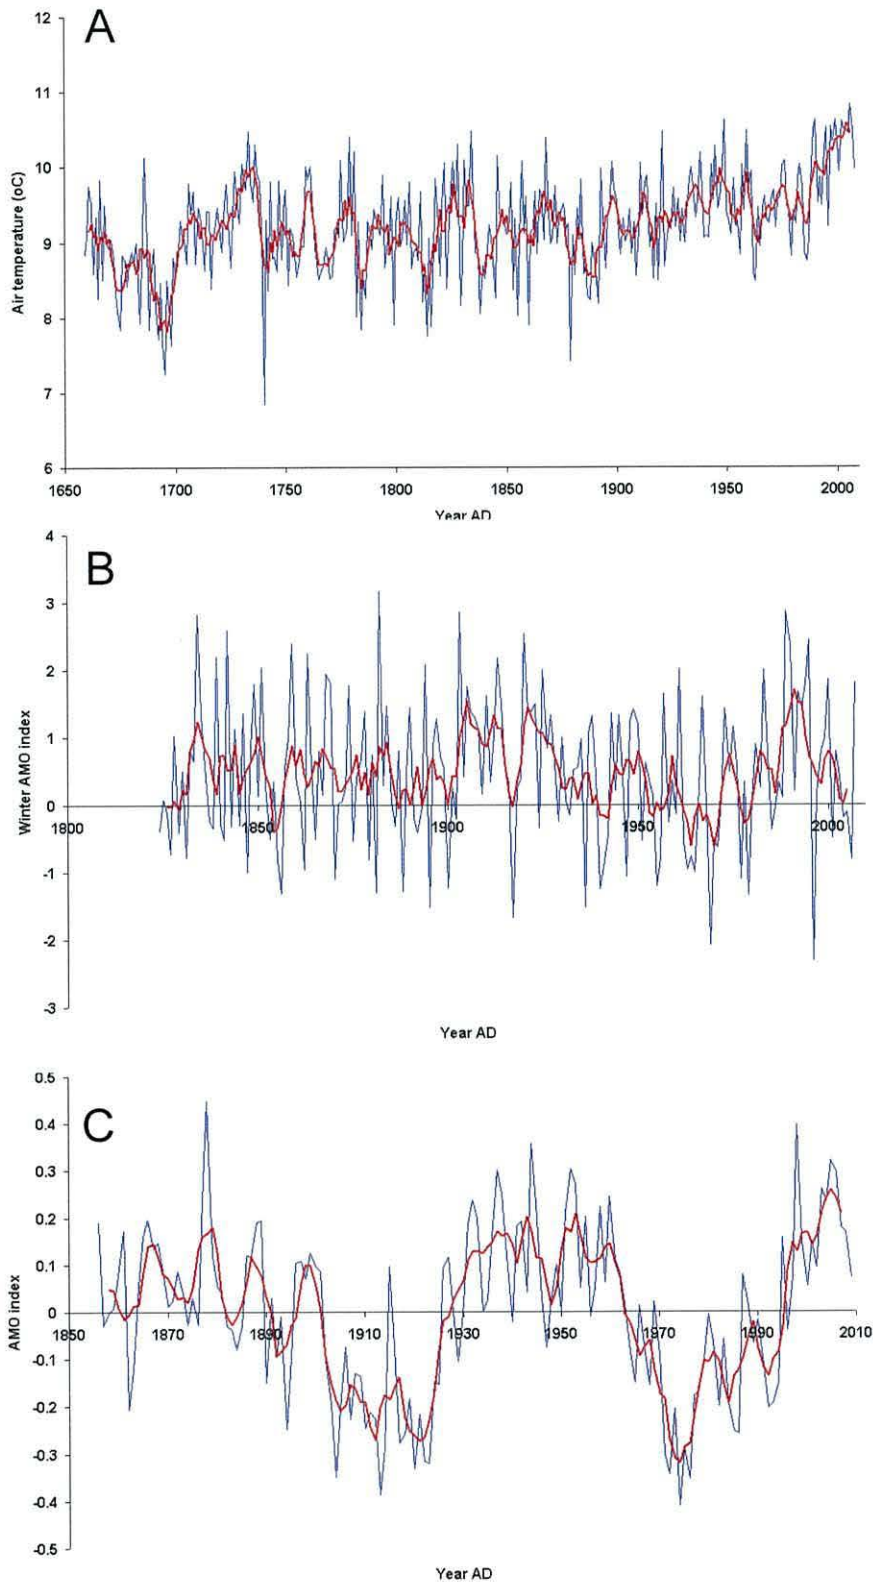 A
12
11
10
9
8
7
6
Air temperature (oC)
1650 1700 1750 1800 1850 1900 1950 2000
Year AD
B
4
3
2
1
0
-1
-2
-3
Winter AMO index
1800 1850 1900 1950 2000
Year AD
C
0.5
0.4
0.3
0.2
0.1
0
-0.1
-0.2
-0.3
-0.4
-0.5
AMO index
1850 1870 1890 1910 1930 1950 1970 1990 2010
Year AD